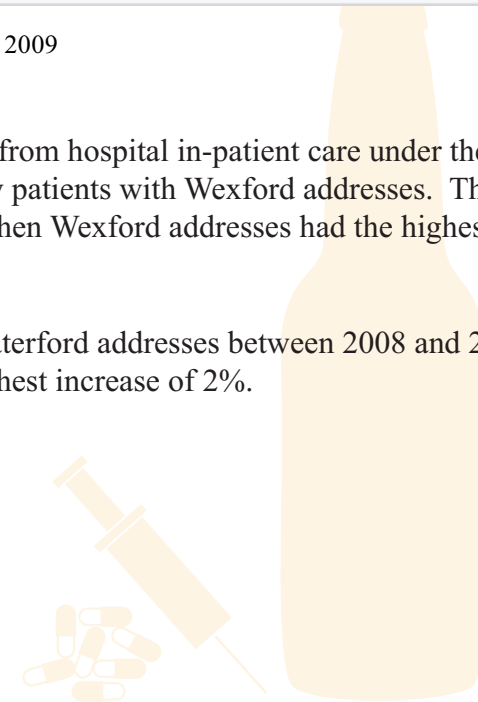 2009
from hospital in-patient care under the
patients with Wexford addresses. Th
hen Wexford addresses had the highes
terford addresses between 2008 and 2
hest increase of 2%.